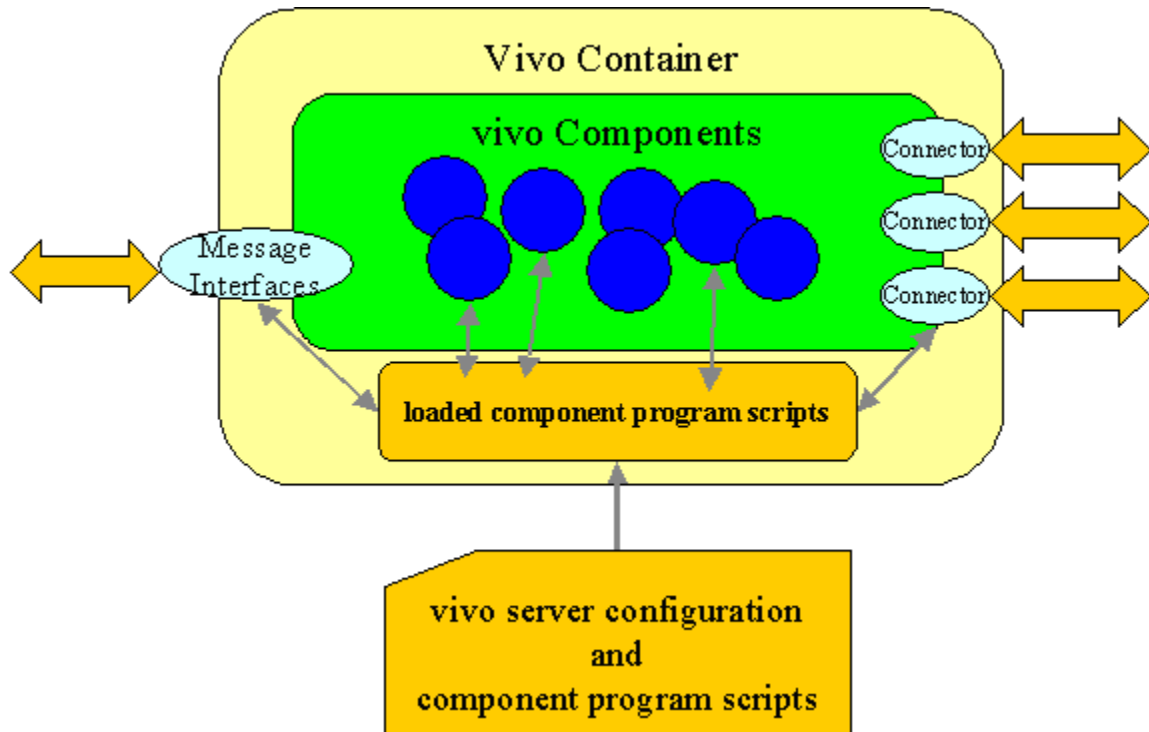 Vivo Container
vivo Components
Connector
Connector
Message
Interfaces
Connector
loaded component program scripts
vivo server configuration
and
component program scripts